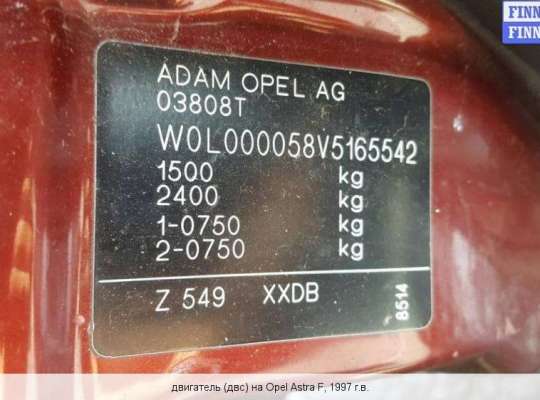 FINN
FINN
ADAM OPEL AG
03808T
W0L000058V5165542
1500 kg
2400 kg
1-0750 kg
2-0750 kg
Z 549 XXDB
8514
двигатель (двс) на Opel Astra F, 1997 г.в.